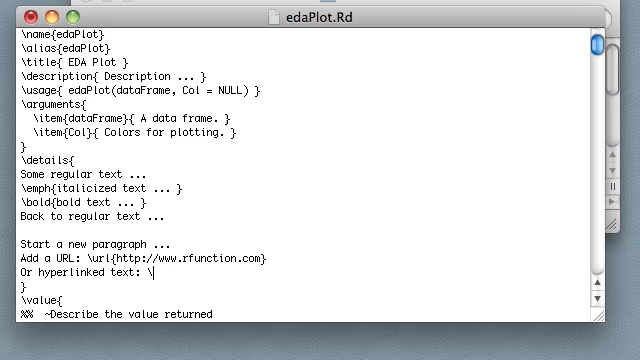 edaPlot.Rd
\name{edaPlot}
\alias{edaPlot}
\title{ EDA Plot }
\description{ Description ... }
\usage{ edaPlot(dataFrame, Col = NULL) }
\arguments{
  \item{dataFrame}{ A data frame. }
  \item{Col}{ Colors for plotting. }
}
\details{
Some regular text ...
\emph{italicized text ... }
\bold{bold text ... }
Back to regular text ...

Start a new paragraph ...
Add a URL: \url{http://www.rfunction.com}
Or hyperlinked text: \
}
\value{
%%  ~Describe the value returned